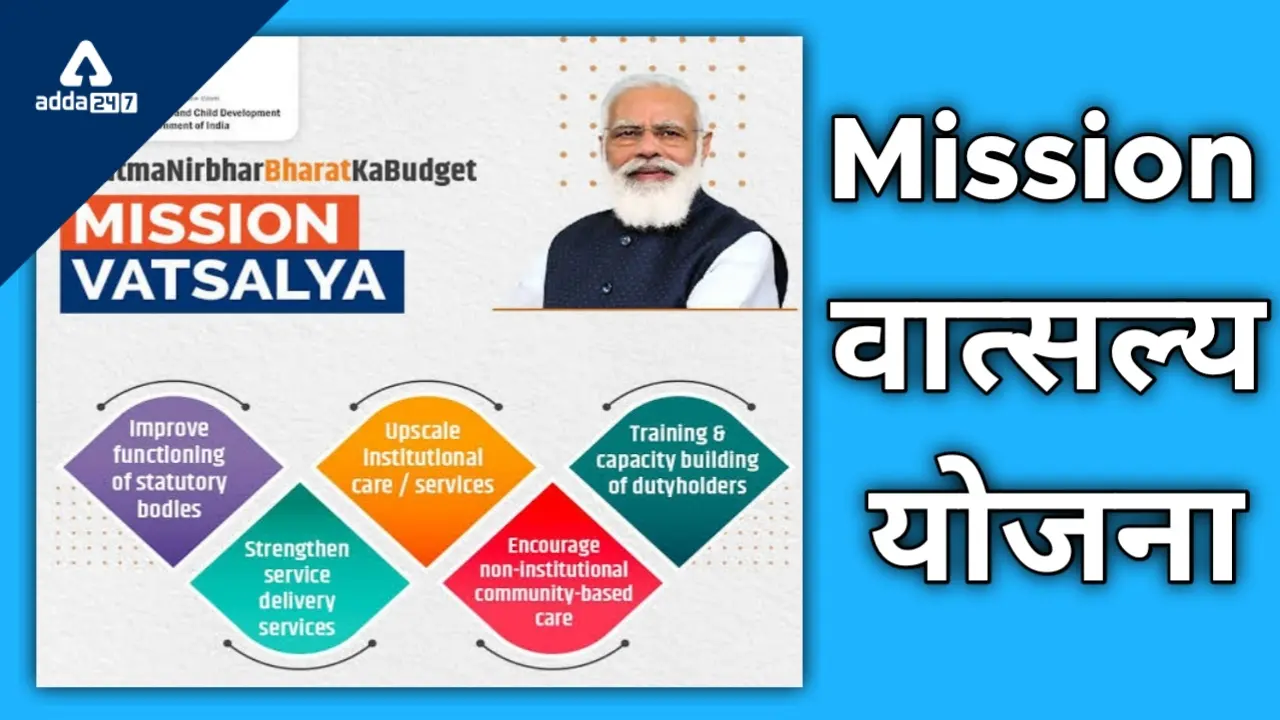 adda247
and Child Development
nment of India
tmaNirbharBharatKaBudget
MISSION
VATSALYA
Improve
functioning
of statutory
bodies
Strengthen
service
delivery
services
Upscale
institutional
care / services
Encourage
non-institutional
community-based
care
Training &
capacity building
of dutyholders
Mission
वात्सल्य
योजना